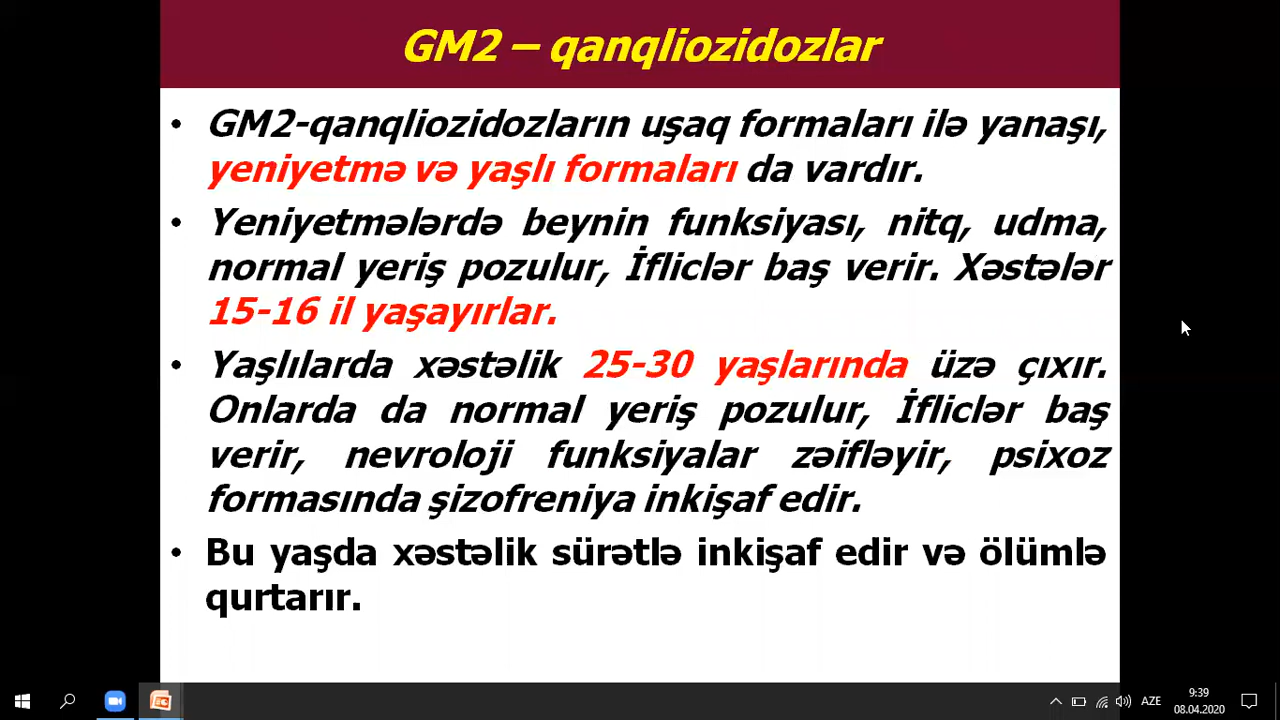 GM2 – qanqliozidozlar
• GM2-qanqliozidozların uşaq formaları ilə yanaşı,
yeniyetmə və yaşlı formaları da vardır.
• Yeniyetmələrdə beynin funksiyası, nitq, udma,
normal yeriş pozulur, İfliclər baş verir. Xəstələr
15-16 il yaşayırlar.
• Yaşlılarda xəstəlik 25-30 yaşlarında üzə çıxır.
Onlarda da normal yeriş pozulur, İfliclər baş
verir, nevroloji funksiyalar zəifləyir, psixoz
formasında şizofreniya inkişaf edir.
• Bu yaşda xəstəlik sürətlə inkişaf edir və ölümlə
qurtarır.
AZE
9:39
08.04.2020